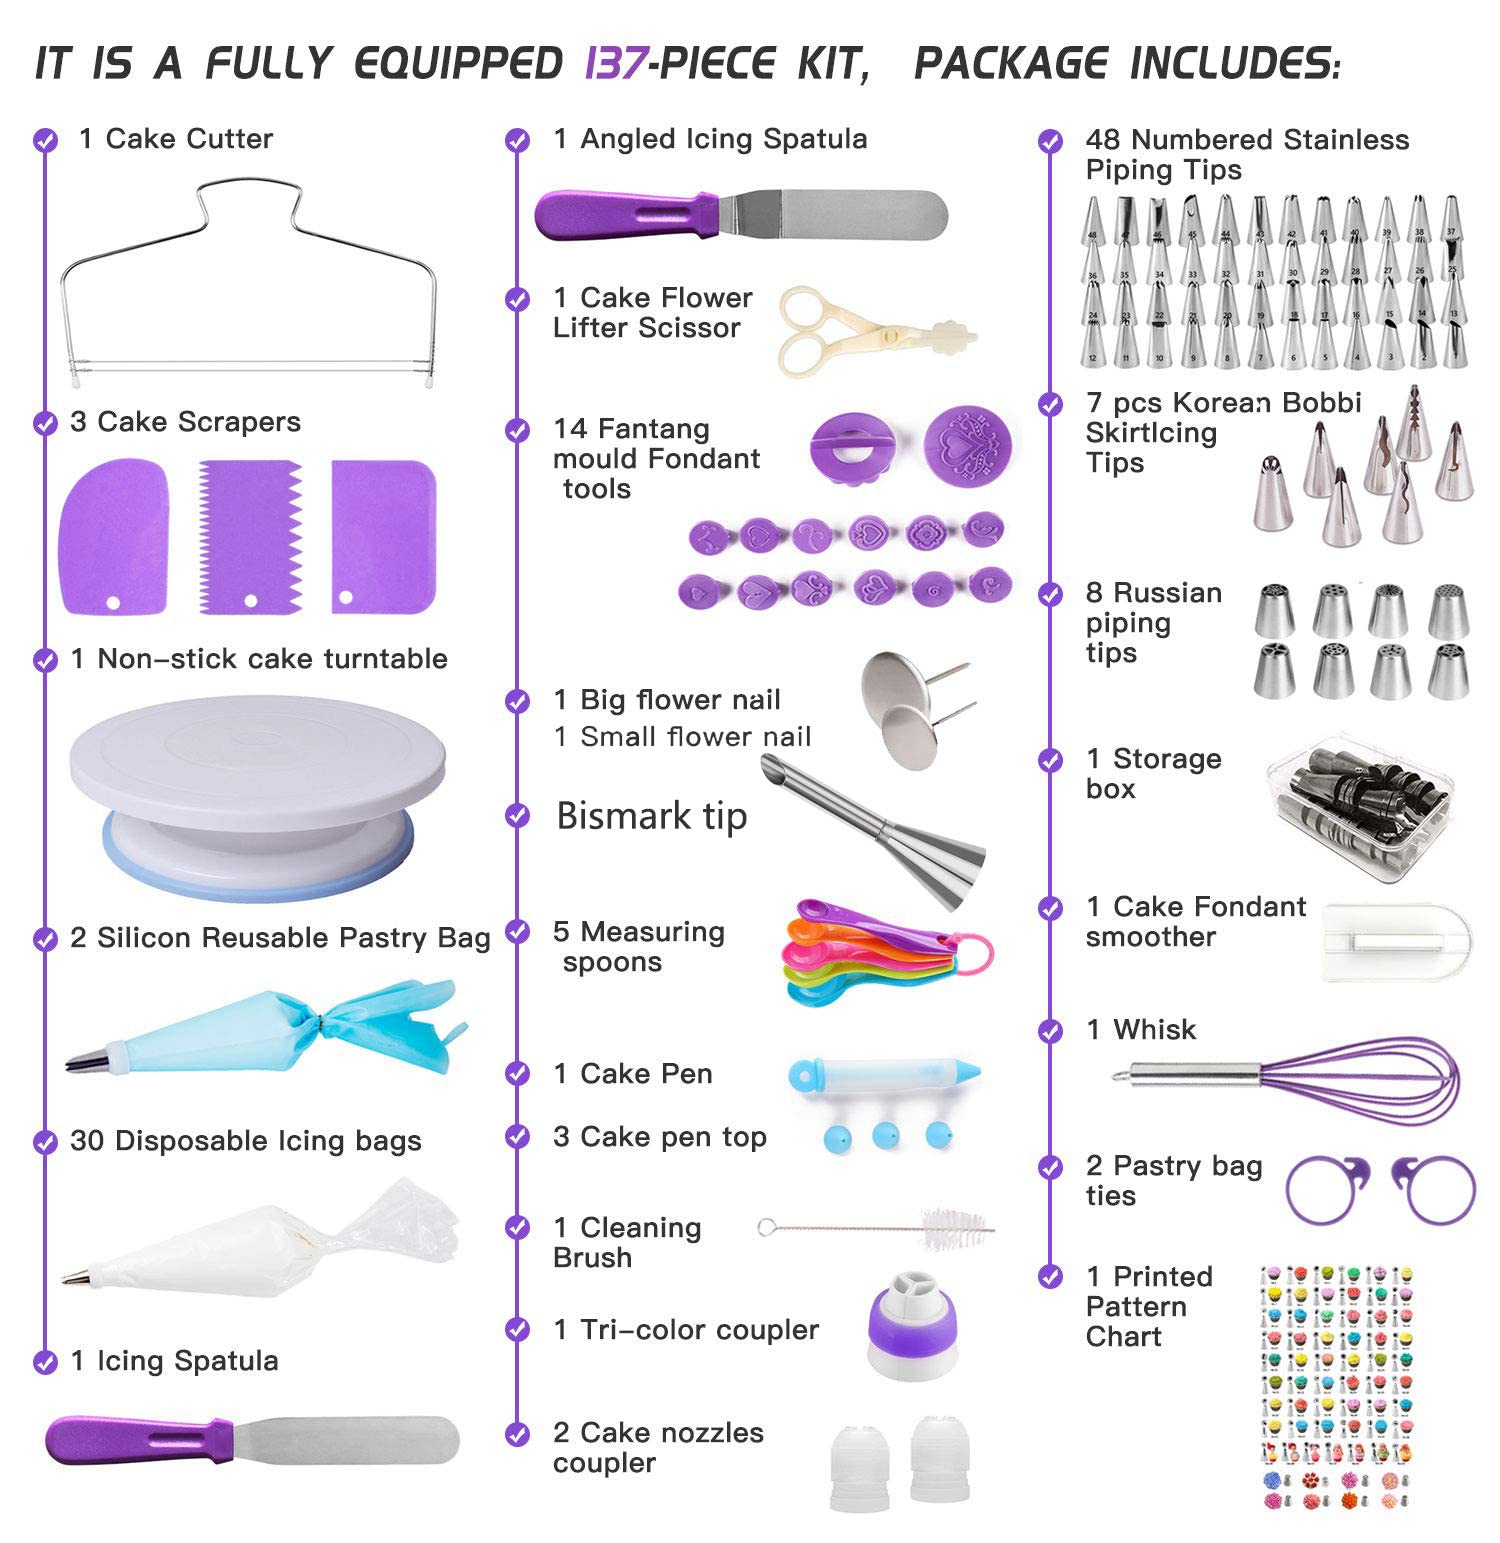 IT IS A FULLY EQUIPPED 137-PIECE KIT, PACKAGE INCLUDES:
1 Cake Cutter
3 Cake Scrapers
1 Non-stick cake turntable
2 Silicon Reusable Pastry Bag
30 Disposable Icing bags
1 Icing Spatula
1 Angled Icing Spatula
1 Cake Flower
Lifter Scissor
14 Fantang
mould Fondant
tools
1 Big flower nail
1 Small flower nail
Bismark tip
5 Measuring
spoons
1 Cake Pen
3 Cake pen top
1 Cleaning
Brush
1 Tri-color coupler
2 Cake nozzles
coupler
48 Numbered Stainless
Piping Tips
48 47 46 45 44 43 42 41 40 39 38 37
36 35 34 33 32 31 30 29 28 27 26 25
24 23 22 21 20 19 18 17 16 15 14 13
12 11 10 9 8 7 6 5 4 3 2 1
7 pcs Korean Bobbi
SkirtIcing
Tips
8 Russian
piping
tips
1 Storage
box
1 Cake Fondant
smoother
1 Whisk
2 Pastry bag
ties
1 Printed
Pattern
Chart